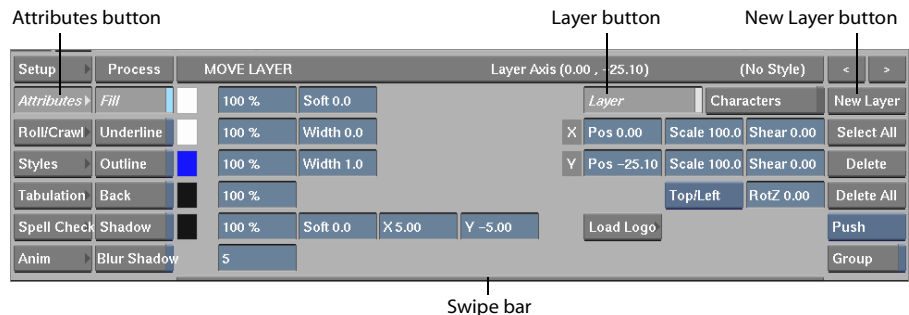 Attributes button Layer button New Layer button
Setup Process MOVE LAYER Layer Axis (0.00 , -25.10) (No Style) < >
Attributes Fill 100 % Soft 0.0 Layer Characters New Layer
Roll/Crawl Underline 100 % Width 0.0 X Pos 0.00 Scale 100.0 Shear 0.00 Select All
Styles Outline 100 % Width 1.0 Y Pos -25.10 Scale 100.0 Shear 0.00 Delete
Tabulation Back 100 % Top/Left RotZ 0.00 Delete All
Spell Check Shadow 100 % Soft 0.0 X 5.00 Y -5.00 Load Logo Push
Anim Blur Shadow 5 Group
Swipe bar